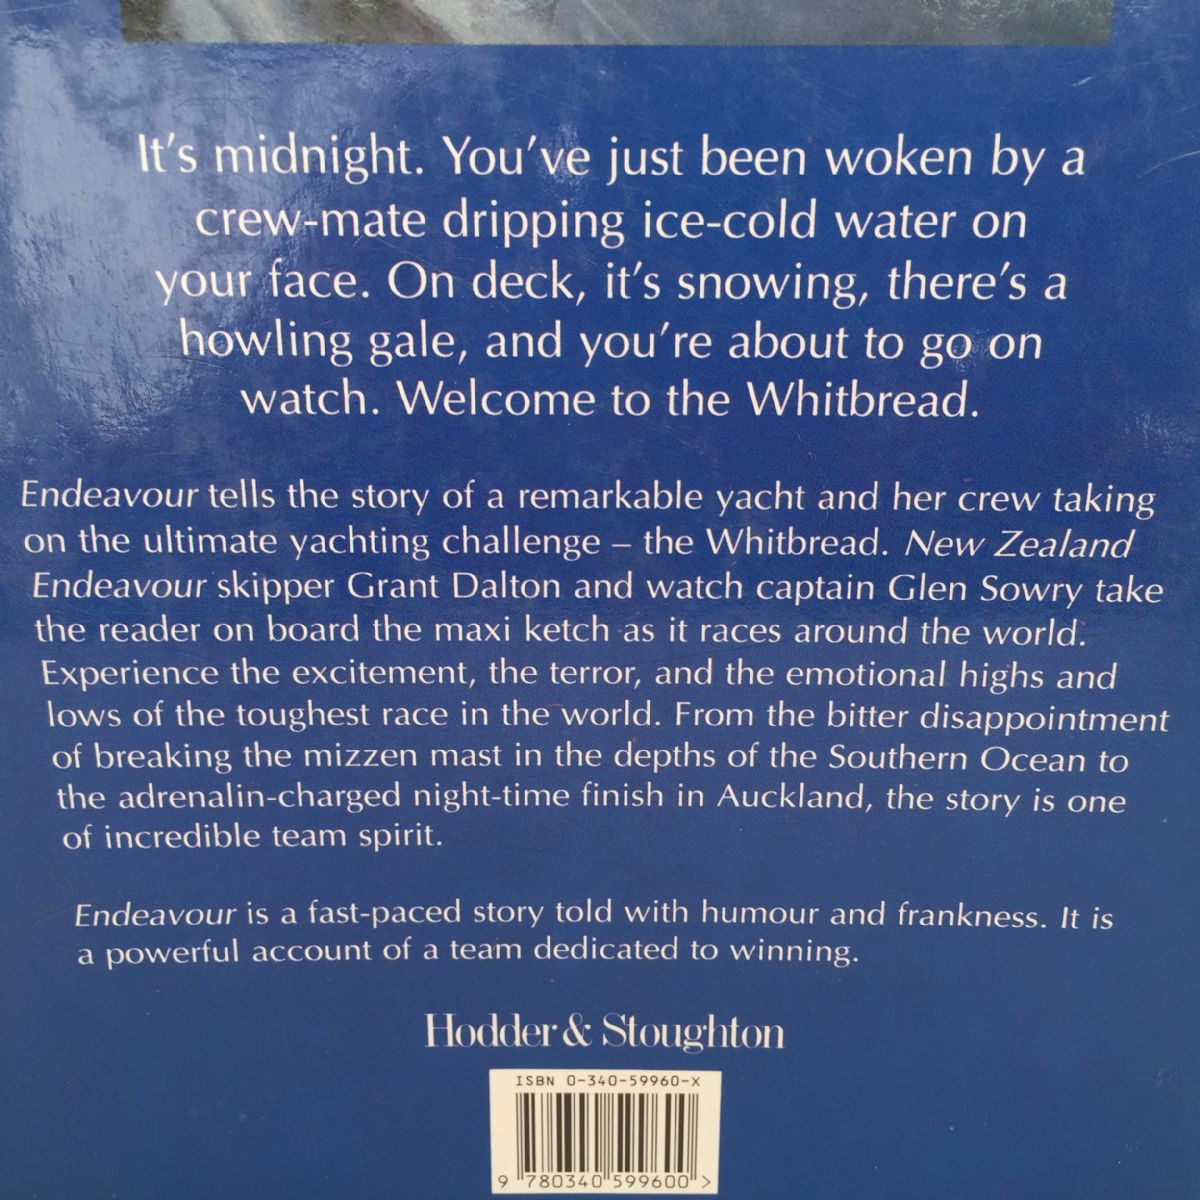 It's midnight. You've just been woken by a
crew-mate dripping ice-cold water on
your face. On deck, it's snowing, there's a
howling gale, and you're about to go on
watch. Welcome to the Whitbread.
Endeavour tells the story of a remarkable yacht and her crew taking
on the ultimate yachting challenge – the Whitbread. New Zealand
Endeavour skipper Grant Dalton and watch captain Glen Sowry take
the reader on board the maxi ketch as it races around the world.
Experience the excitement, the terror, and the emotional highs and
lows of the toughest race in the world. From the bitter disappointment
of breaking the mizzen mast in the depths of the Southern Ocean to
the adrenalin-charged night-time finish in Auckland, the story is one
of incredible team spirit.
Endeavour is a fast-paced story told with humour and frankness. It is
a powerful account of a team dedicated to winning.
Hodder & Stoughton
ISBN 0-340-59960-X
9 780340 599600 >